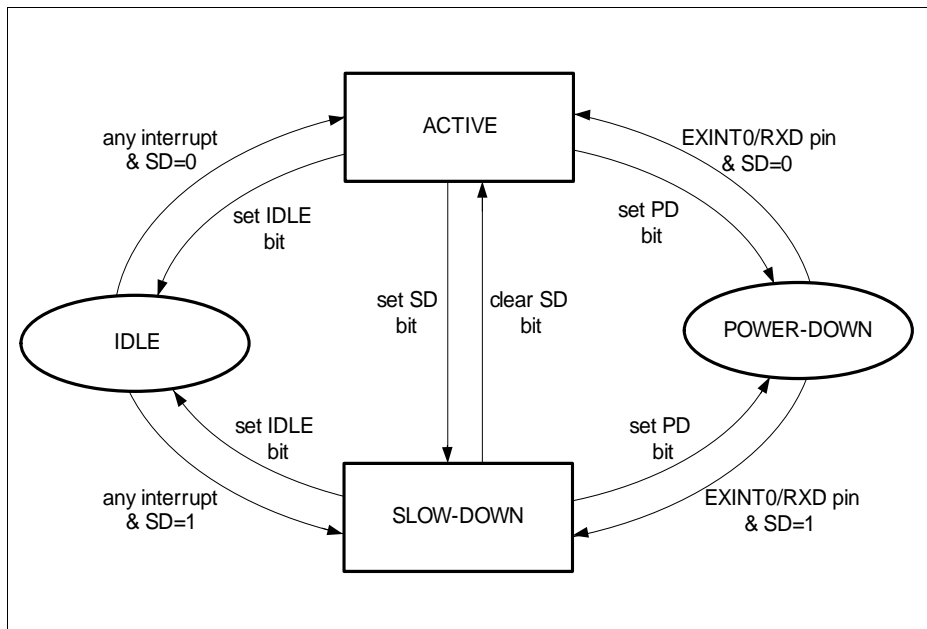 ACTIVE
any interrupt
& SD=0
EXINT0/RXD pin
& SD=0
set IDLE
bit
set PD
bit
set SD
bit
clear SD
bit
IDLE
POWER-DOWN
set IDLE
bit
set PD
bit
any interrupt
& SD=1
SLOW-DOWN
EXINT0/RXD pin
& SD=1